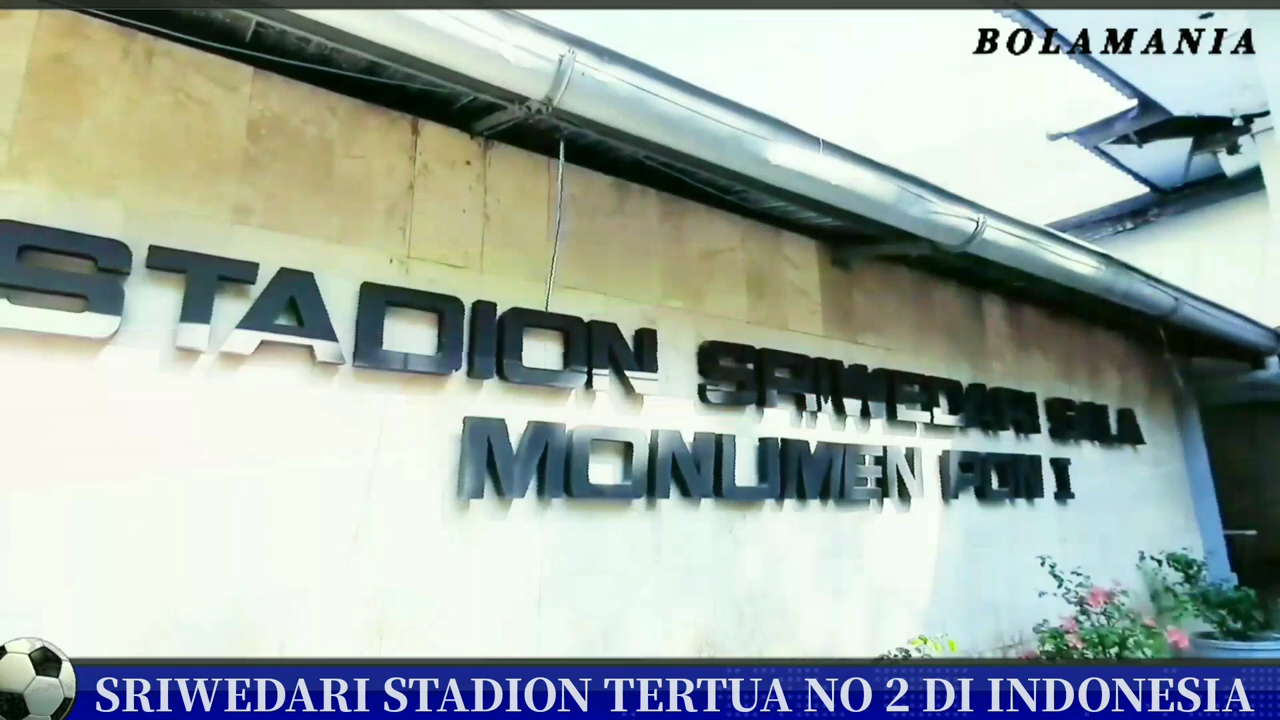 BOLAMANIA
STADION SRIWEDARI SALA
MONUMEN PON I
SRIWEDARI STADION TERTUA NO 2 DI INDONESIA